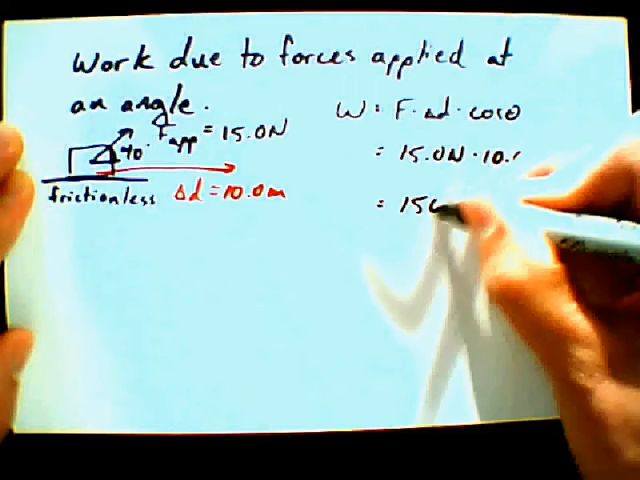 Work due to forces applied at
an angle.
F app = 15.0N
40°
frictionless Δd = 10.0m
W = F · Δd · cosθ
= 15.0N · 10.
= 15